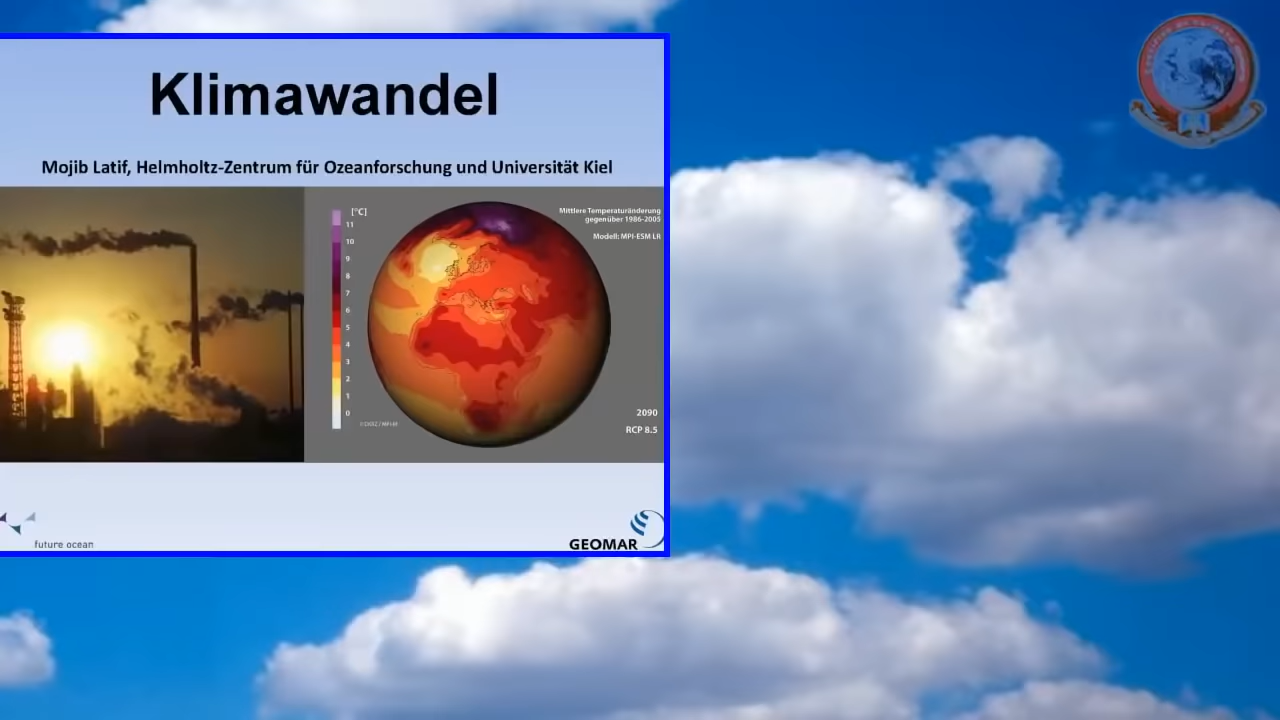 Klimawandel
Mojib Latif, Helmholtz-Zentrum für Ozeanforschung und Universität Kiel
[°C]
11
10
9
8
7
6
5
4
3
2
1
0
Mittlere Temperaturänderung
gegenüber 1986-2005
Modell: MPI-ESM LR
2090
RCP 8.5
future ocean
GEOMAR